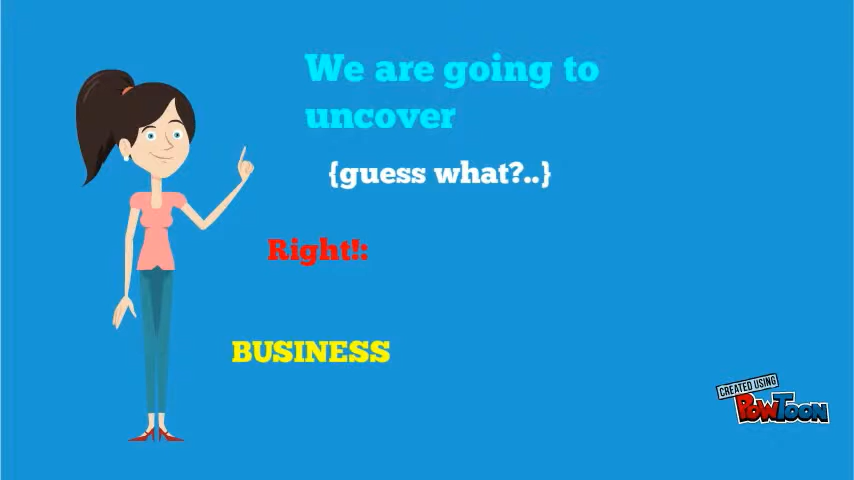 We are going to
uncover
{guess what?..}
Right!:
BUSINESS
CREATED USING
POWTOON